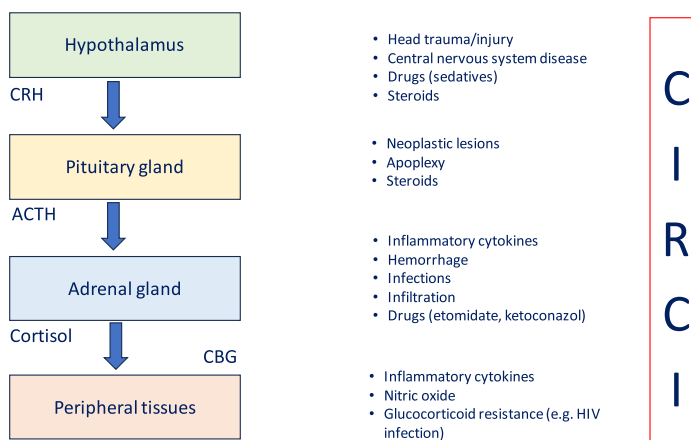 Hypothalamus
• Head trauma/injury
• Central nervous system disease
• Drugs (sedatives)
• Steroids
CRH
Pituitary gland
• Neoplastic lesions
• Apoplexy
• Steroids
ACTH
Adrenal gland
• Inflammatory cytokines
• Hemorrhage
• Infections
• Infiltration
• Drugs (etomidate, ketoconazol)
Cortisol
CBG
Peripheral tissues
• Inflammatory cytokines
• Nitric oxide
• Glucocorticoid resistance (e.g. HIV
infection)
C
I
R
C
I